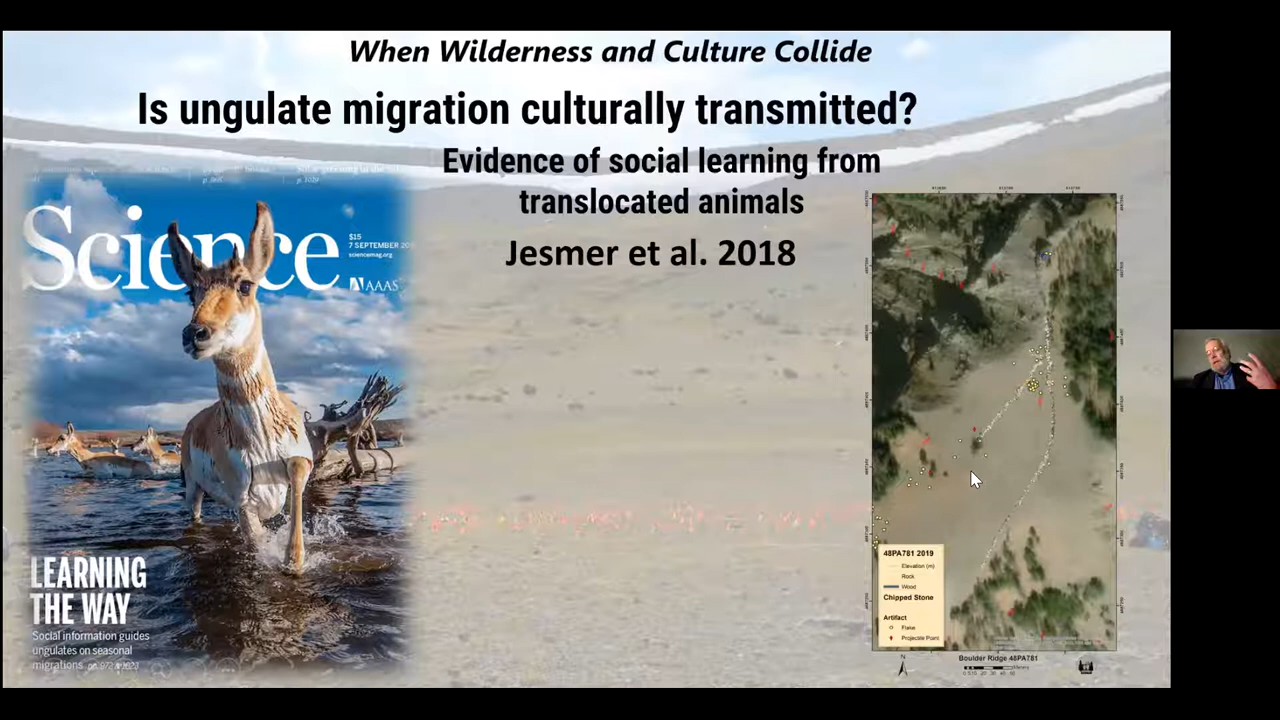 When Wilderness and Culture Collide
Is ungulate migration culturally transmitted?
Evidence of social learning from
translocated animals
Jesmer et al. 2018
Science
$15
7 SEPTEMBER
sciencemag.org
AAAS
LEARNING
THE WAY
Social information guides
ungulates on seasonal
migrations
48PA781 2019
Elevation (m)
Rock
Wood
Chipped Stone
Artifact
Flake
Projectile Point
N
Boulder Ridge 48PA781
Meters